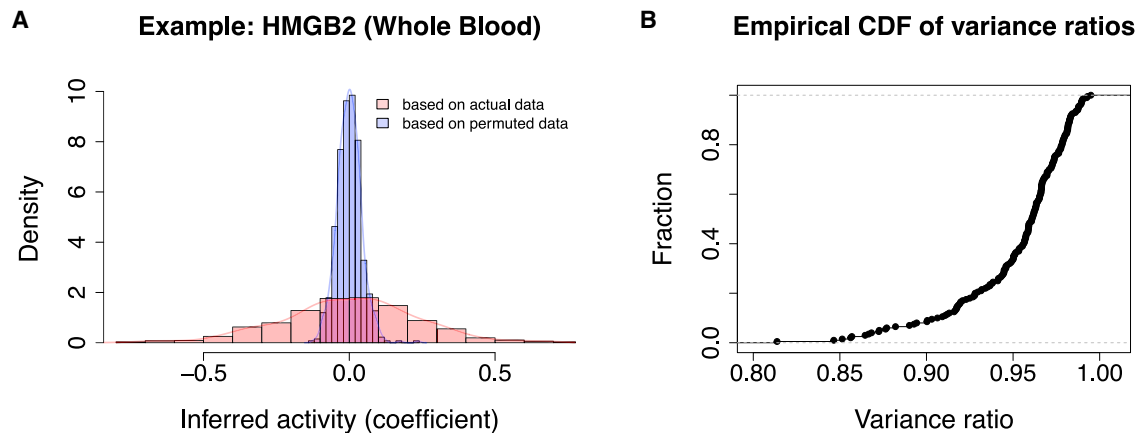 A
Example: HMGB2 (Whole Blood)
Density
0
2
4
6
8
10
based on actual data
based on permuted data
−0.5
0.0
0.5
Inferred activity (coefficient)
B
Empirical CDF of variance ratios
Fraction
0.0
0.4
0.8
0.80
0.85
0.90
0.95
1.00
Variance ratio